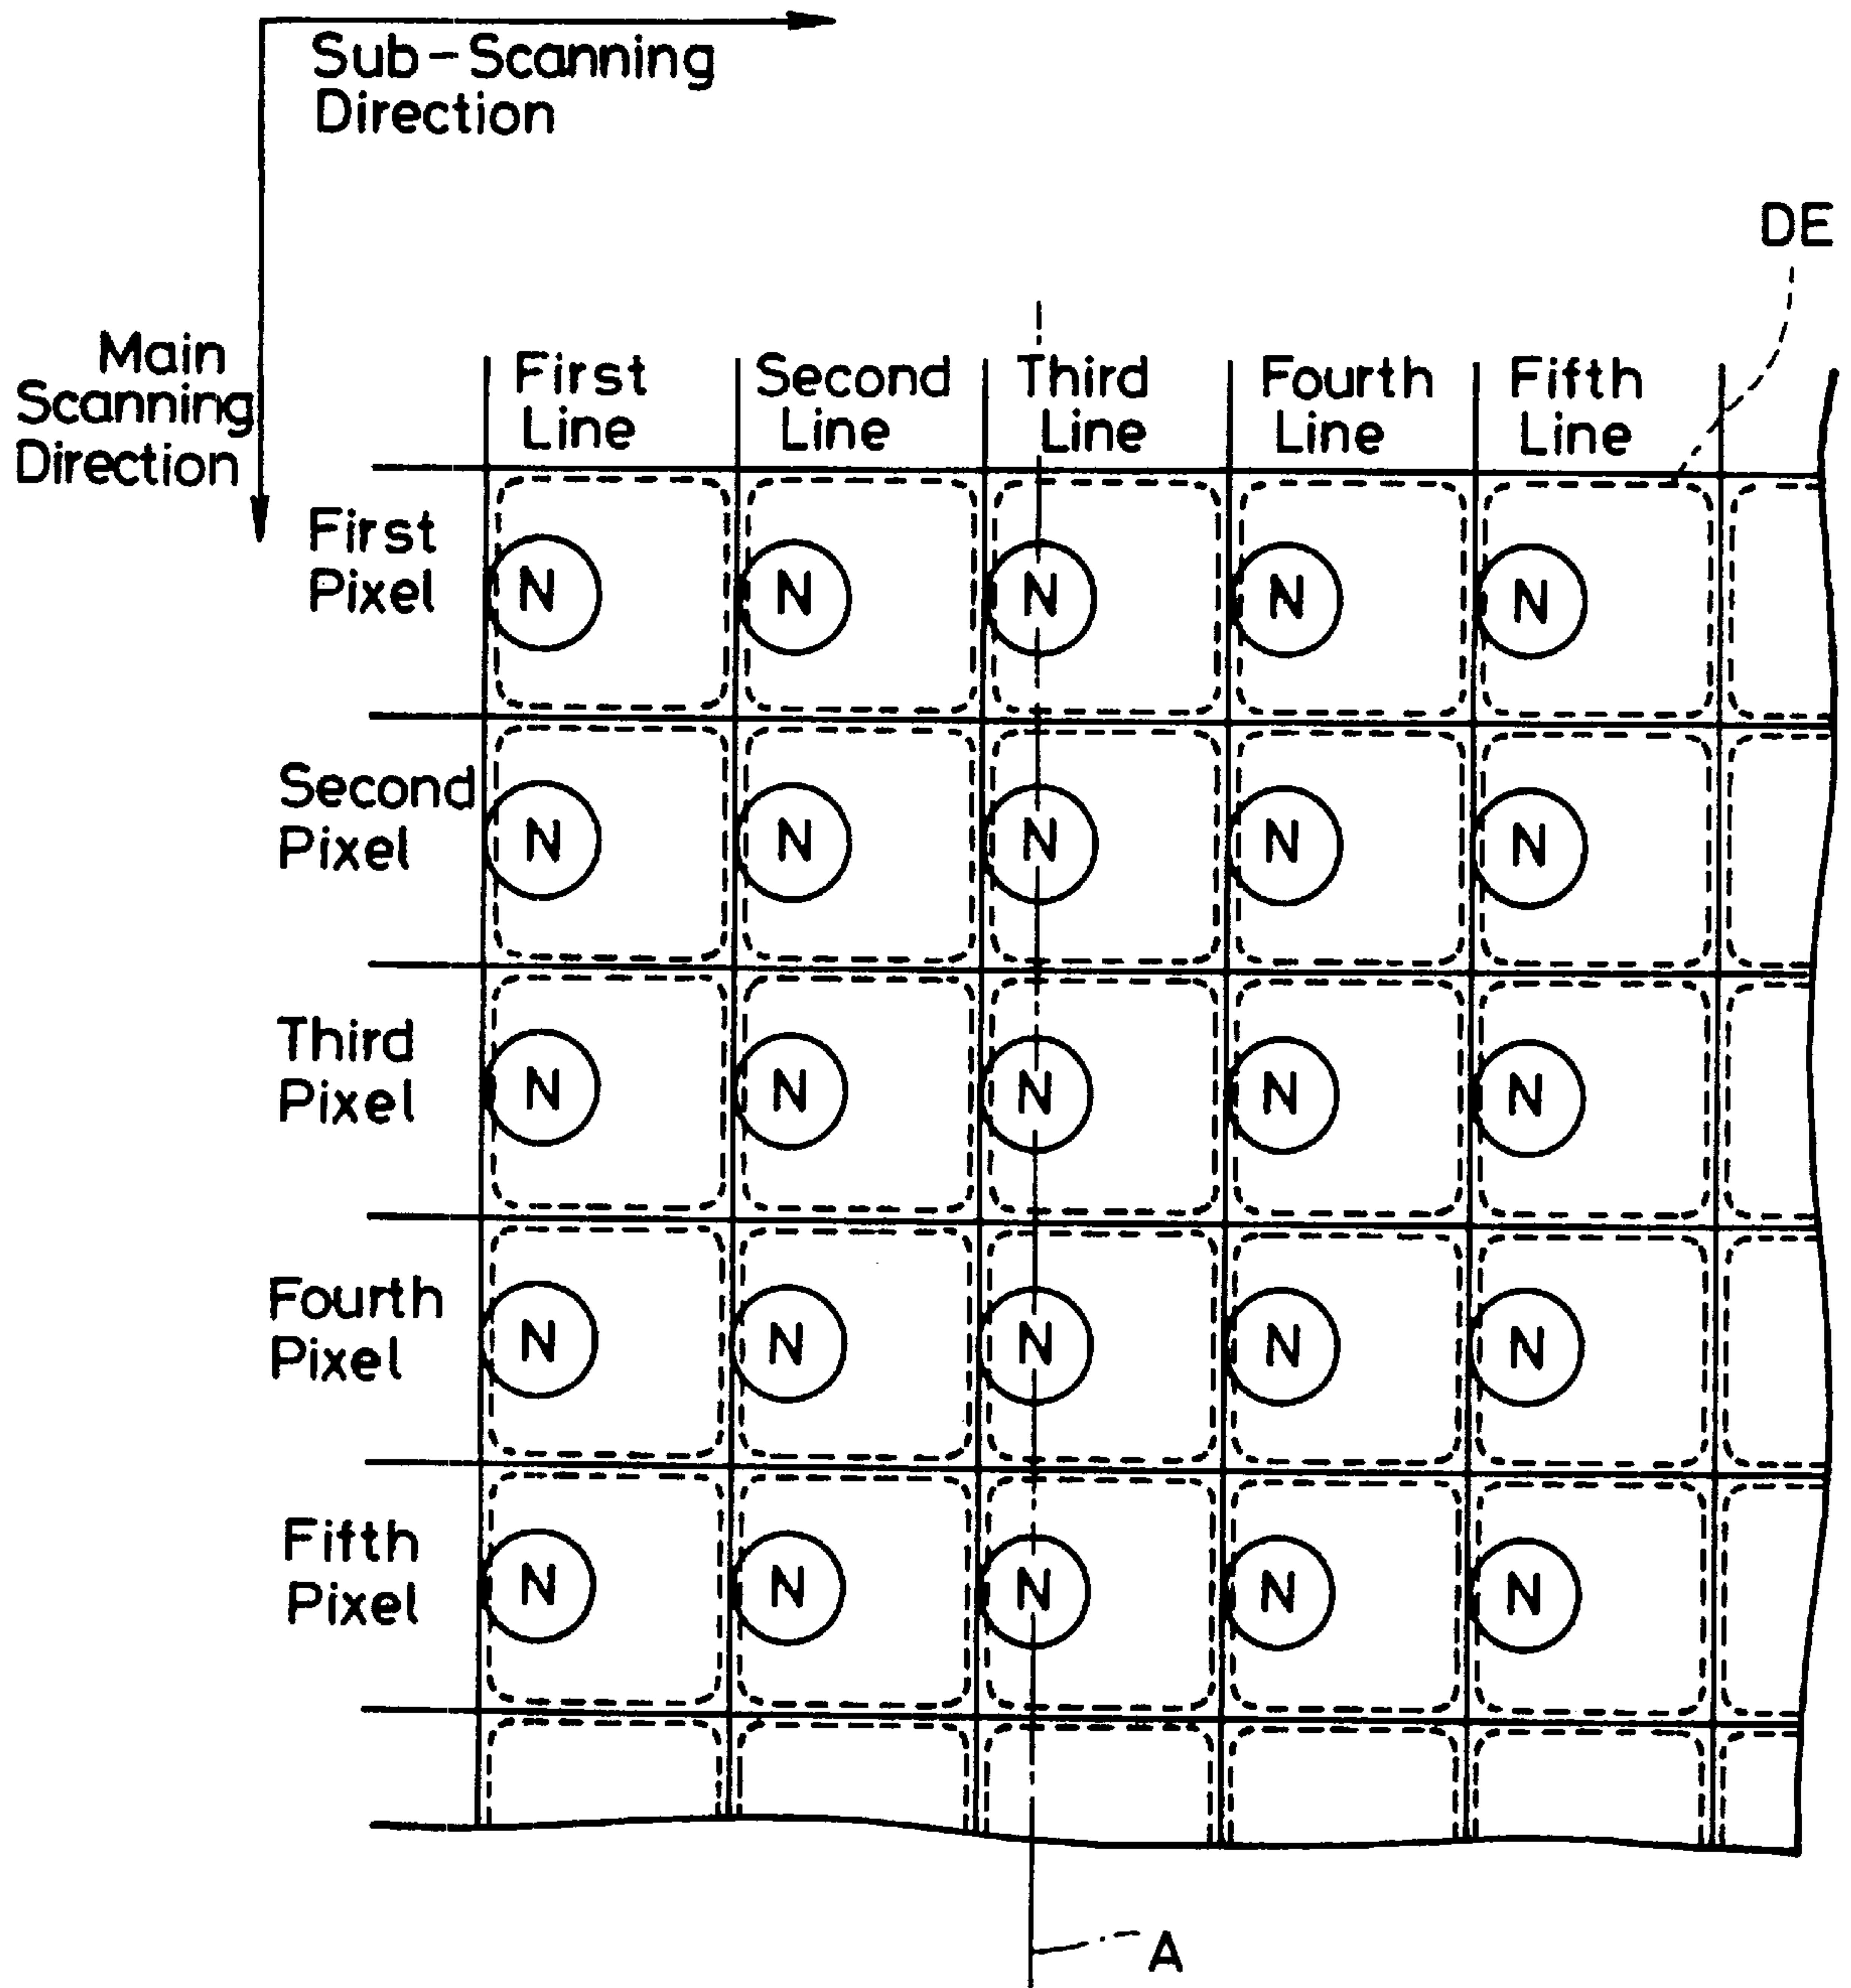 Sub-Scanning
Direction
DE
Main
Scanning
Direction
First
Line
Second
Line
Third
Line
Fourth
Line
Fifth
Line
First
Pixel
N N N N N
Second
Pixel
N N N N N
Third
Pixel
N N N N N
Fourth
Pixel
N N N N N
Fifth
Pixel
N N N N N
A